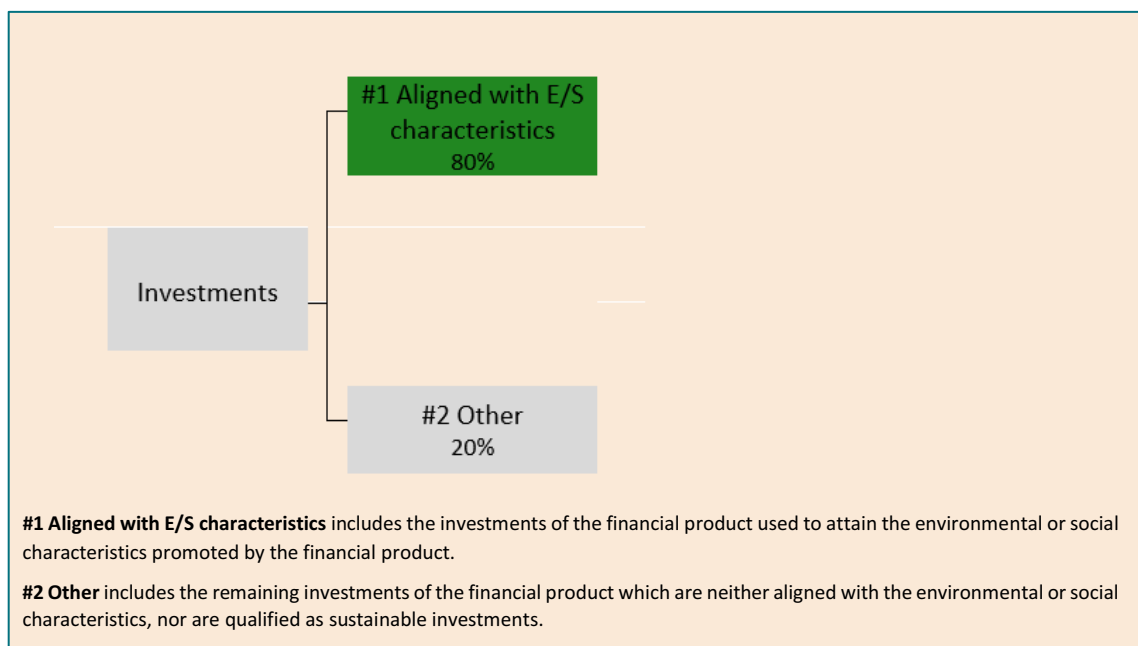 #1 Aligned with E/S
characteristics
80%
Investments
#2 Other
20%
#1 Aligned with E/S characteristics includes the investments of the financial product used to attain the environmental or social
characteristics promoted by the financial product.
#2 Other includes the remaining investments of the financial product which are neither aligned with the environmental or social
characteristics, nor are qualified as sustainable investments.